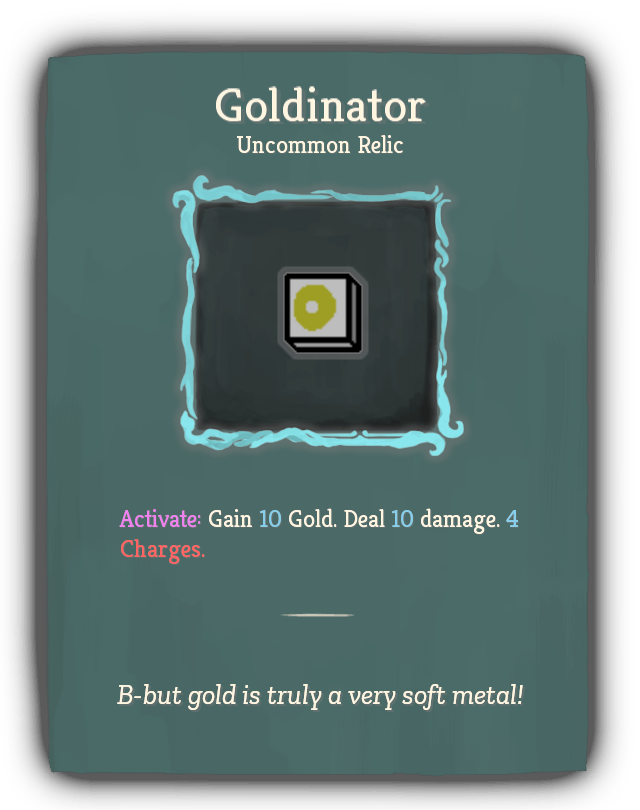 Goldinator
Uncommon Relic
Activate: Gain 10 Gold. Deal 10 damage. 4
Charges.
B-but gold is truly a very soft metal!